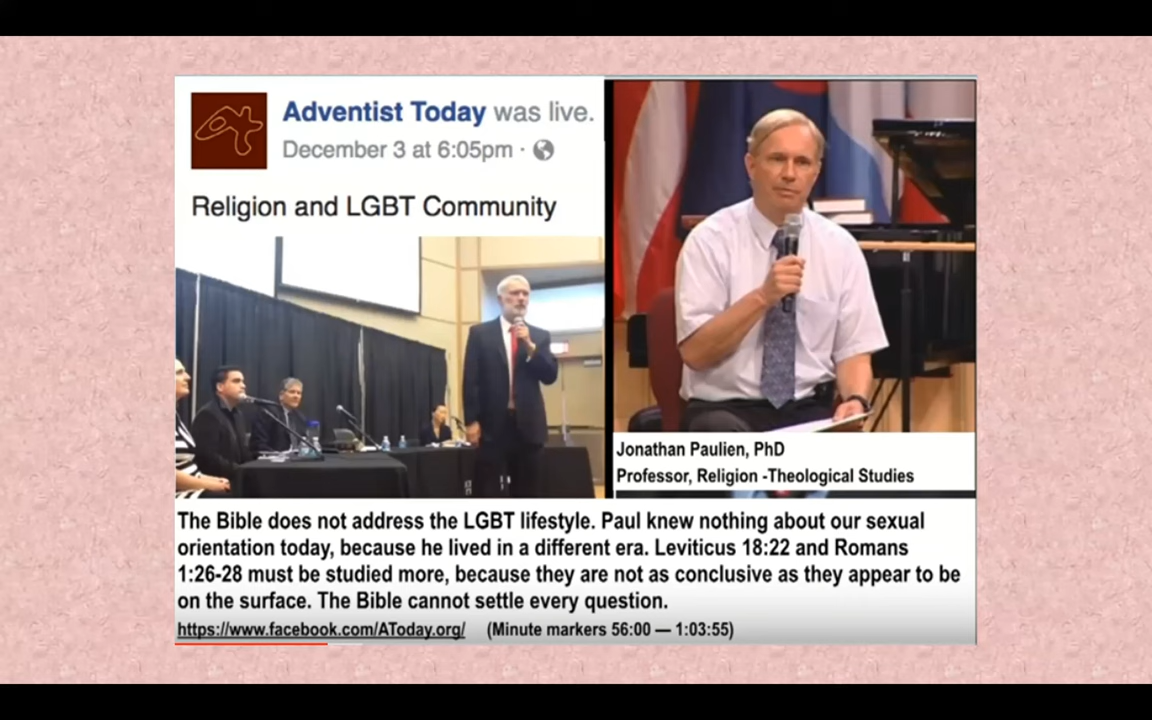 Adventist Today was live.
December 3 at 6:05pm ·
Religion and LGBT Community
Jonathan Paulien, PhD
Professor, Religion -Theological Studies
The Bible does not address the LGBT lifestyle. Paul knew nothing about our sexual
orientation today, because he lived in a different era. Leviticus 18:22 and Romans
1:26-28 must be studied more, because they are not as conclusive as they appear to be
on the surface. The Bible cannot settle every question.
https://www.facebook.com/AToday.org/ (Minute markers 56:00 — 1:03:55)